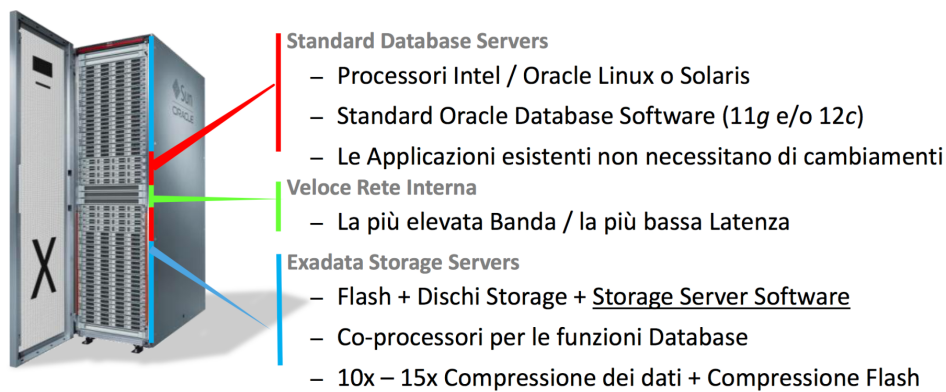 Standard Database Servers
– Processori Intel / Oracle Linux o Solaris
– Standard Oracle Database Software (11g e/o 12c)
– Le Applicazioni esistenti non necessitano di cambiamenti
Veloce Rete Interna
– La più elevata Banda / la più bassa Latenza
Exadata Storage Servers
– Flash + Dischi Storage + Storage Server Software
– Co-processori per le funzioni Database
– 10x – 15x Compressione dei dati + Compressione Flash
Sun
ORACLE
X